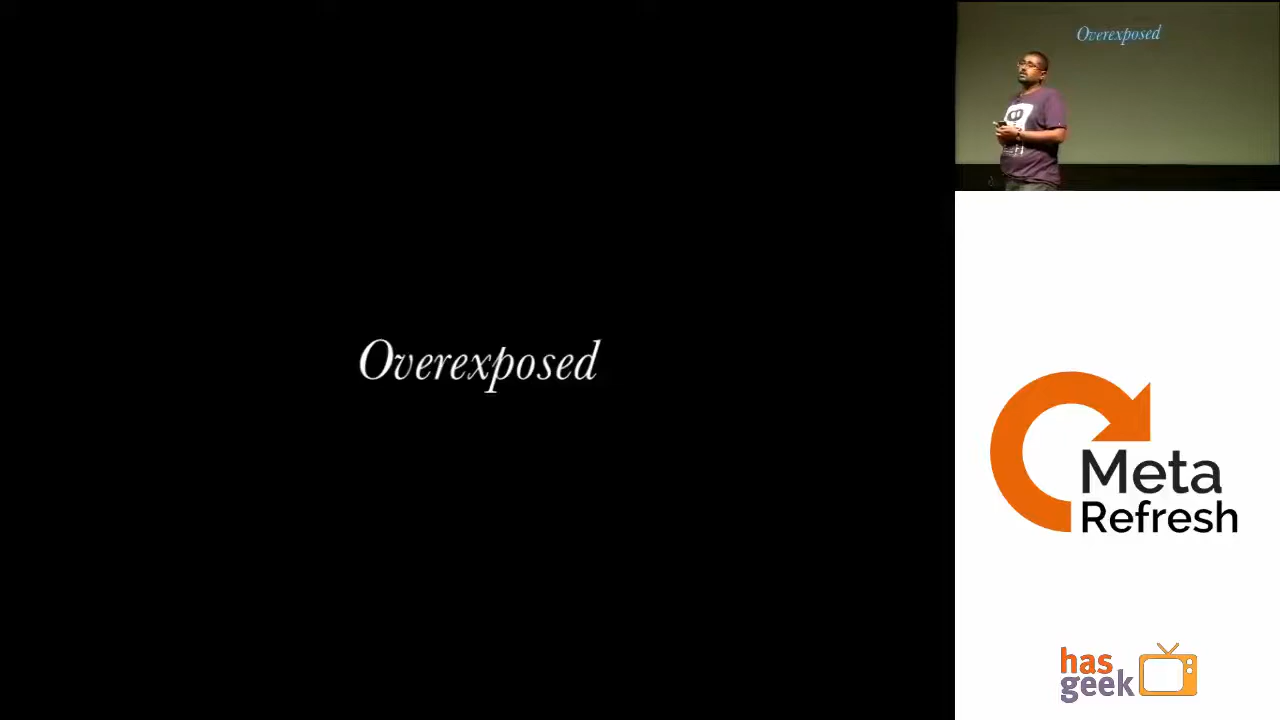 Overexposed
Overexposed
Meta
Refresh
has
geek